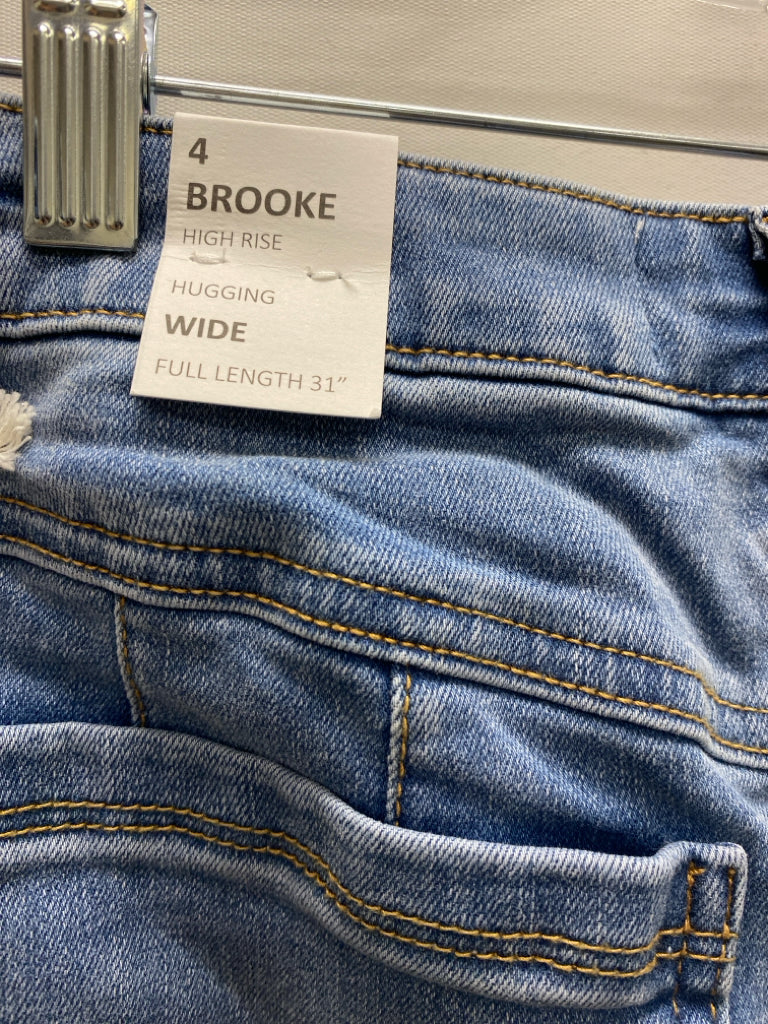 4
BROOKE
HIGH RISE
HUGGING
WIDE
FULL LENGTH 31”